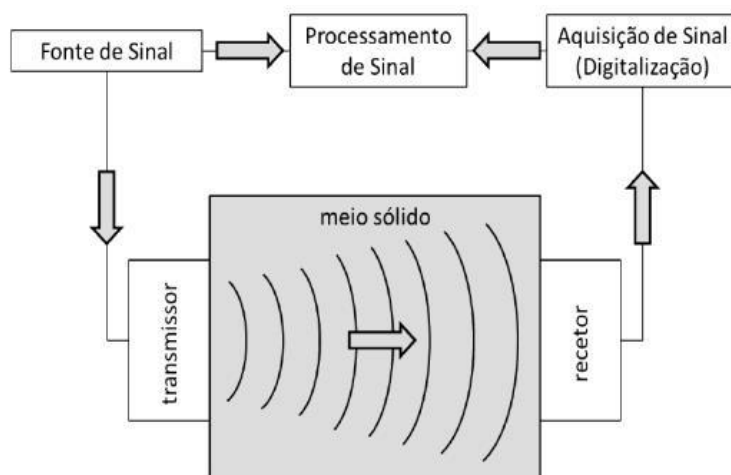 Fonte de Sinal
Processamento
de Sinal
Aquisição de Sinal
(Digitalização)
meio sólido
transmissor
recetor